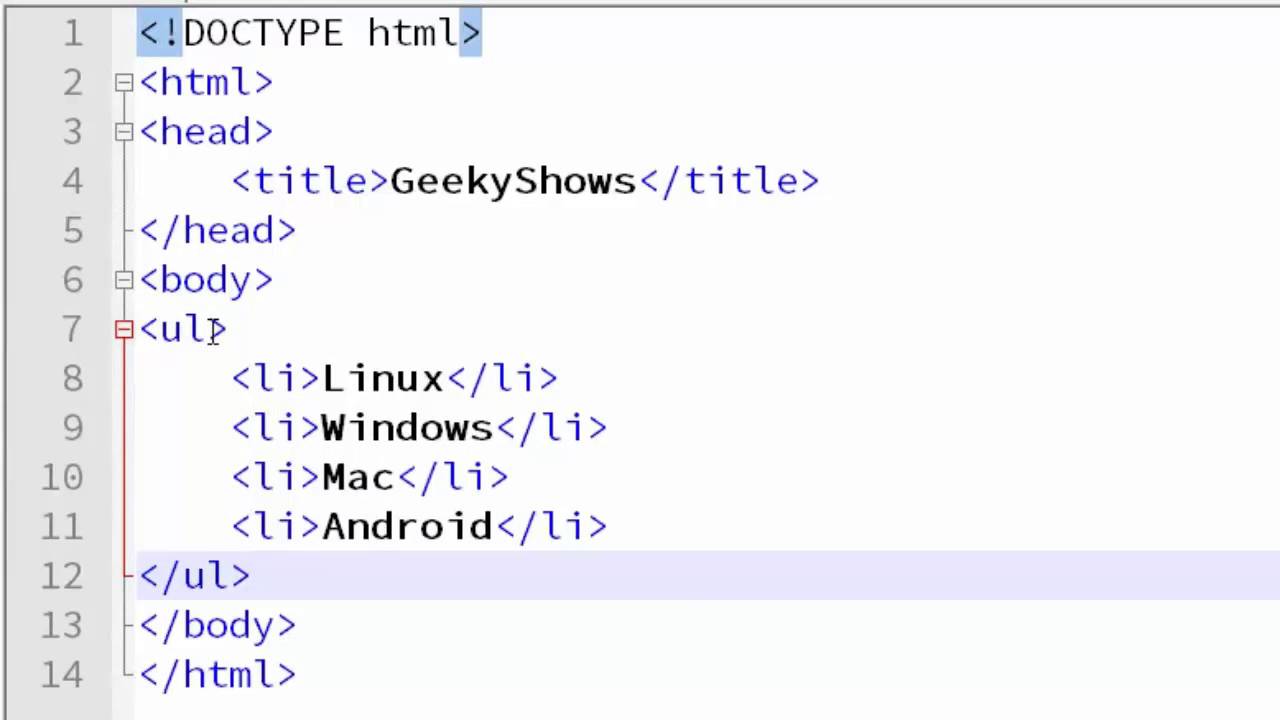 1 <!DOCTYPE html>
2 <html>
3 <head>
4     <title>GeekyShows</title>
5 </head>
6 <body>
7 <ul>
8     <li>Linux</li>
9     <li>Windows</li>
10     <li>Mac</li>
11     <li>Android</li>
12 </ul>
13 </body>
14 </html>